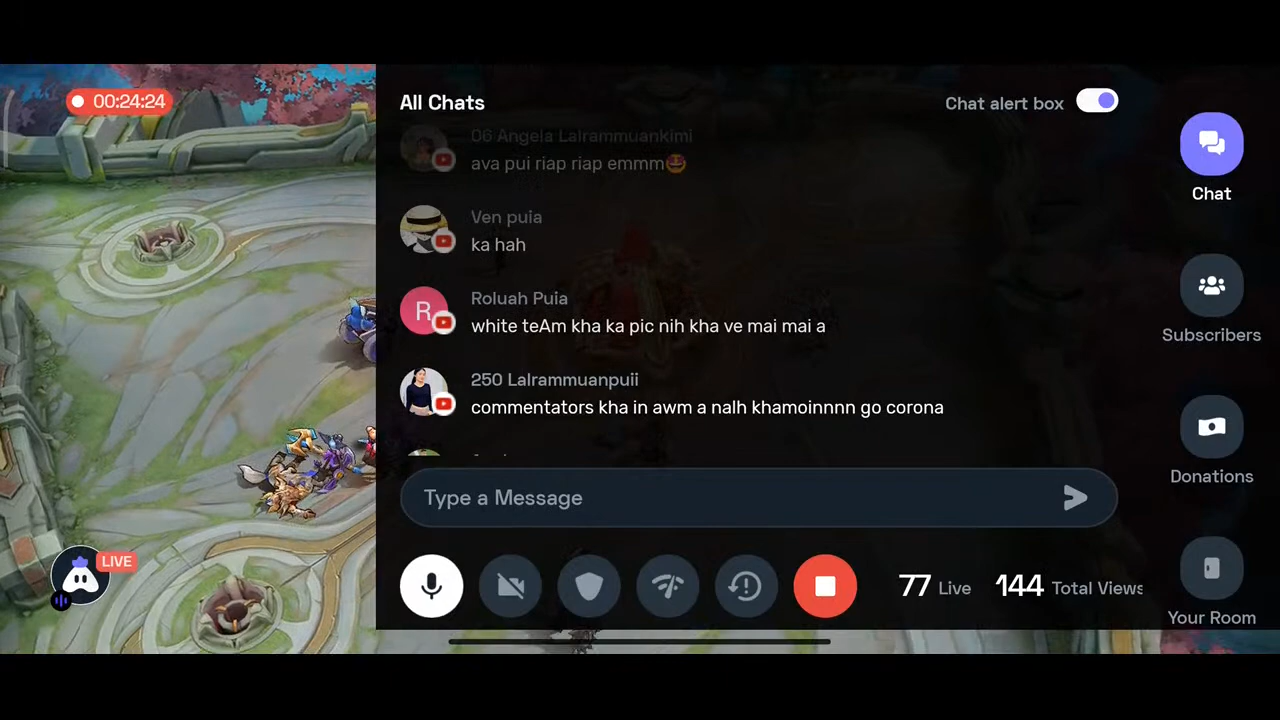 00:24:24
All Chats
Chat alert box
06 Angela Lalrammuankimi
ava pui riap riap emmm🤩
Ven puia
ka hah
R
Roluah Puia
white teAm kha ka pic nih kha ve mai mai a
250 Lalrammuanpuii
commentators kha in awm a nalh khamoinnnn go corona
Type a Message
LIVE
77 Live 144 Total Views
Chat
Subscribers
Donations
Your Room